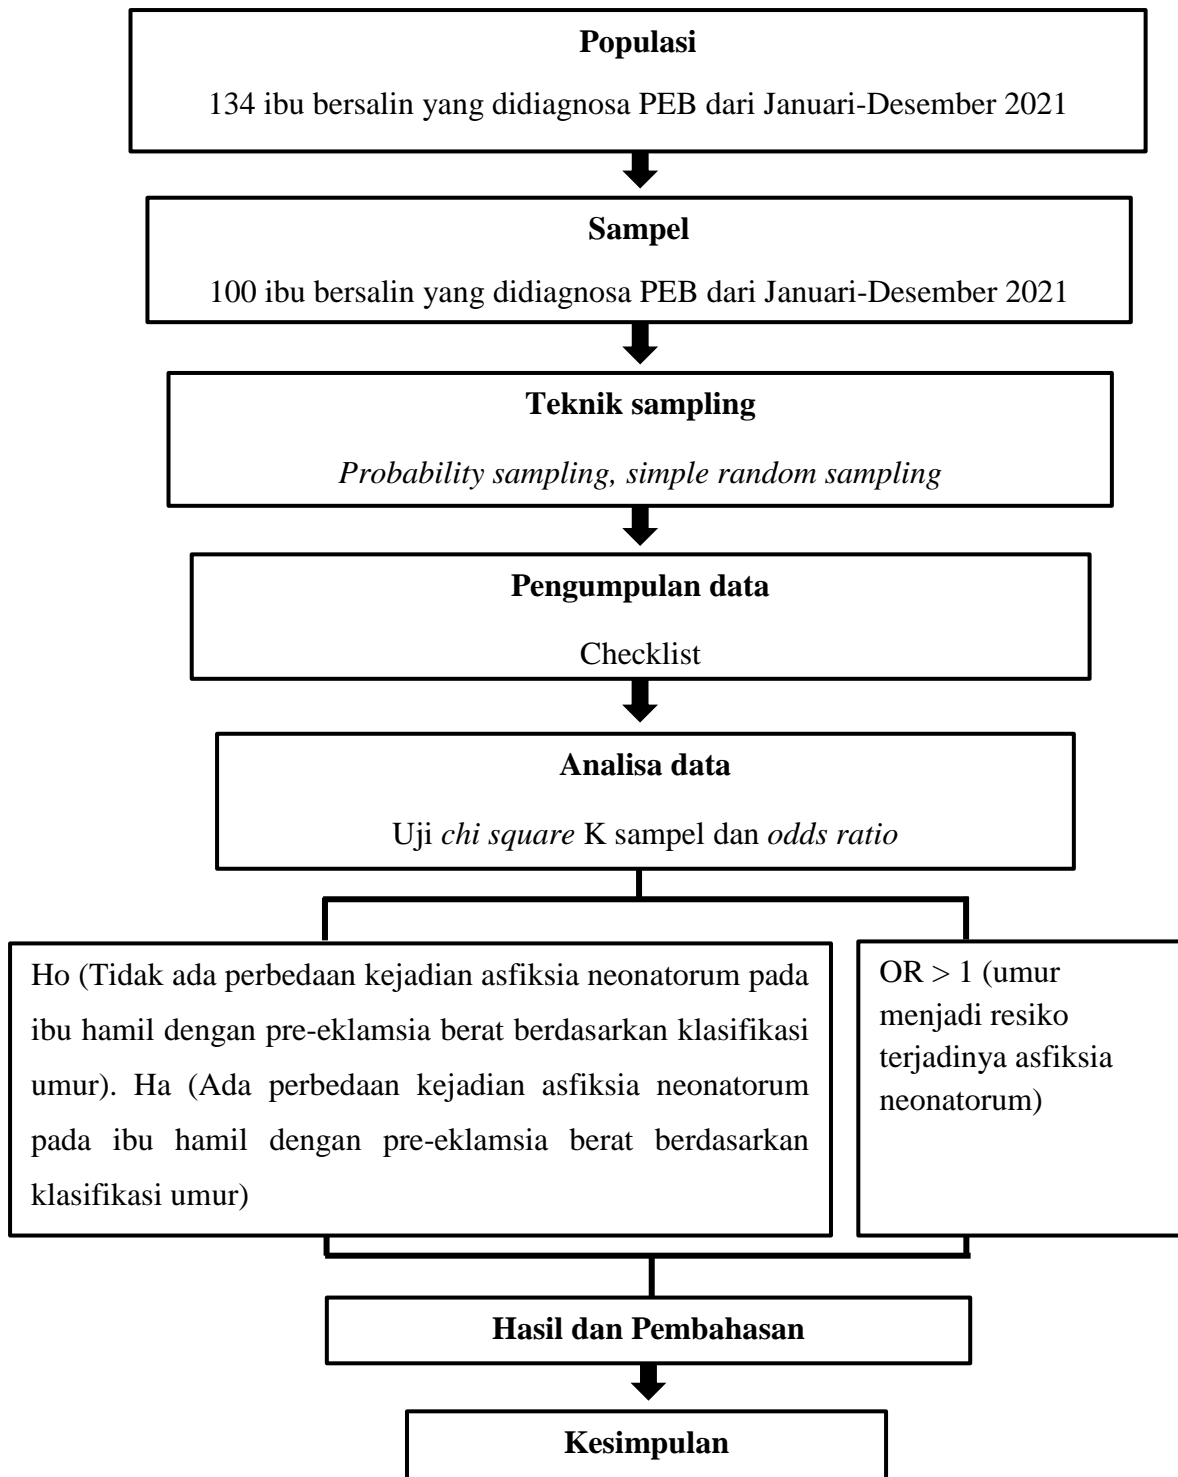 Populasi
134 ibu bersalin yang didiagnosa PEB dari Januari-Desember 2021
Sampel
100 ibu bersalin yang didiagnosa PEB dari Januari-Desember 2021
Teknik sampling
Probability sampling, simple random sampling
Pengumpulan data
Checklist
Analisa data
Uji chi square K sampel dan odds ratio
Ho (Tidak ada perbedaan kejadian asfiksia neonatorum pada
ibu hamil dengan pre-eklamsia berat berdasarkan klasifikasi
umur). Ha (Ada perbedaan kejadian asfiksia neonatorum
pada ibu hamil dengan pre-eklamsia berat berdasarkan
klasifikasi umur)
OR > 1 (umur
menjadi resiko
terjadinya asfiksia
neonatorum)
Hasil dan Pembahasan
Kesimpulan